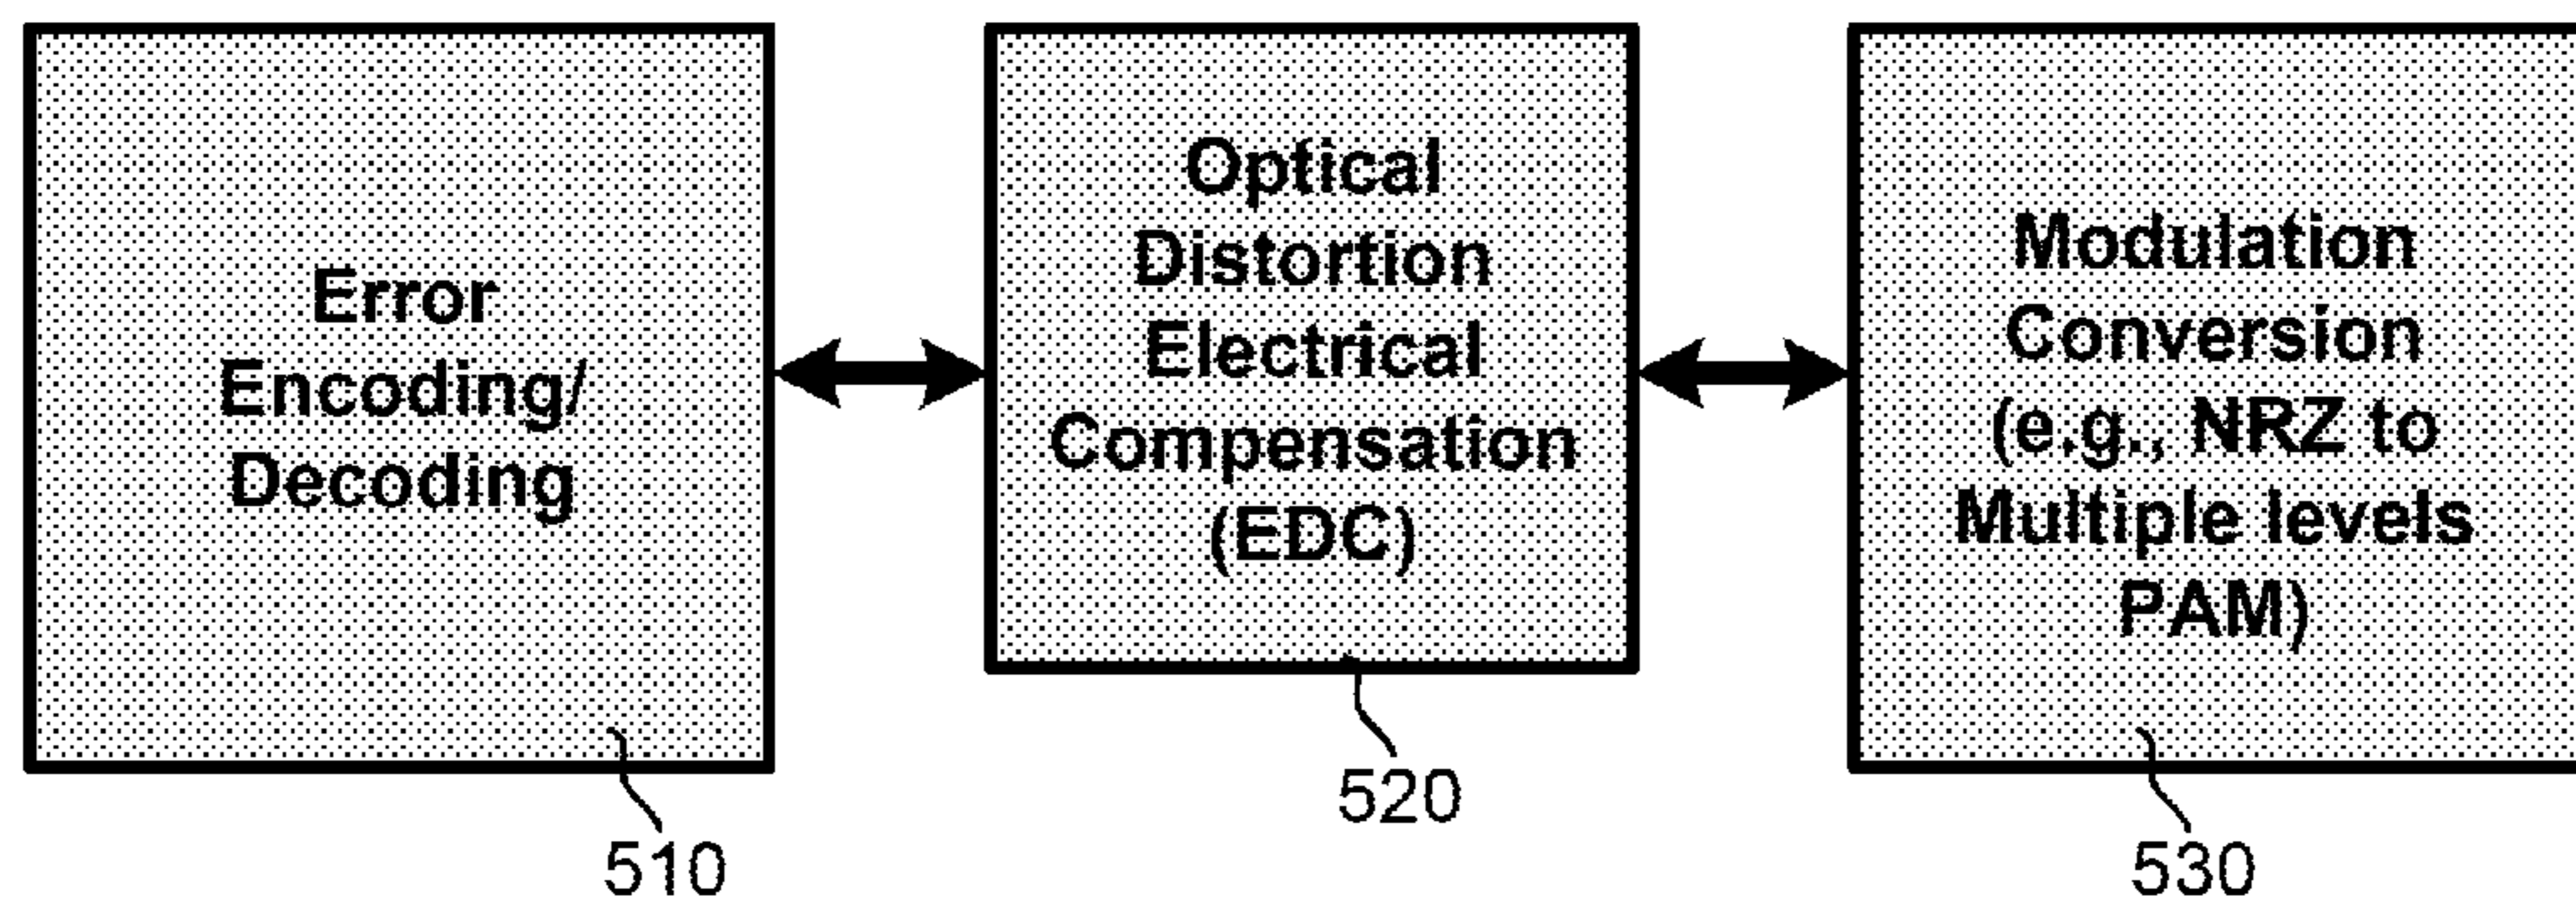 Error
Encoding/
Decoding
510
Optical
Distortion
Electrical
Compensation
(EDC)
520
Modulation
Conversion
(e.g., NRZ to
Multiple levels
PAM)
530